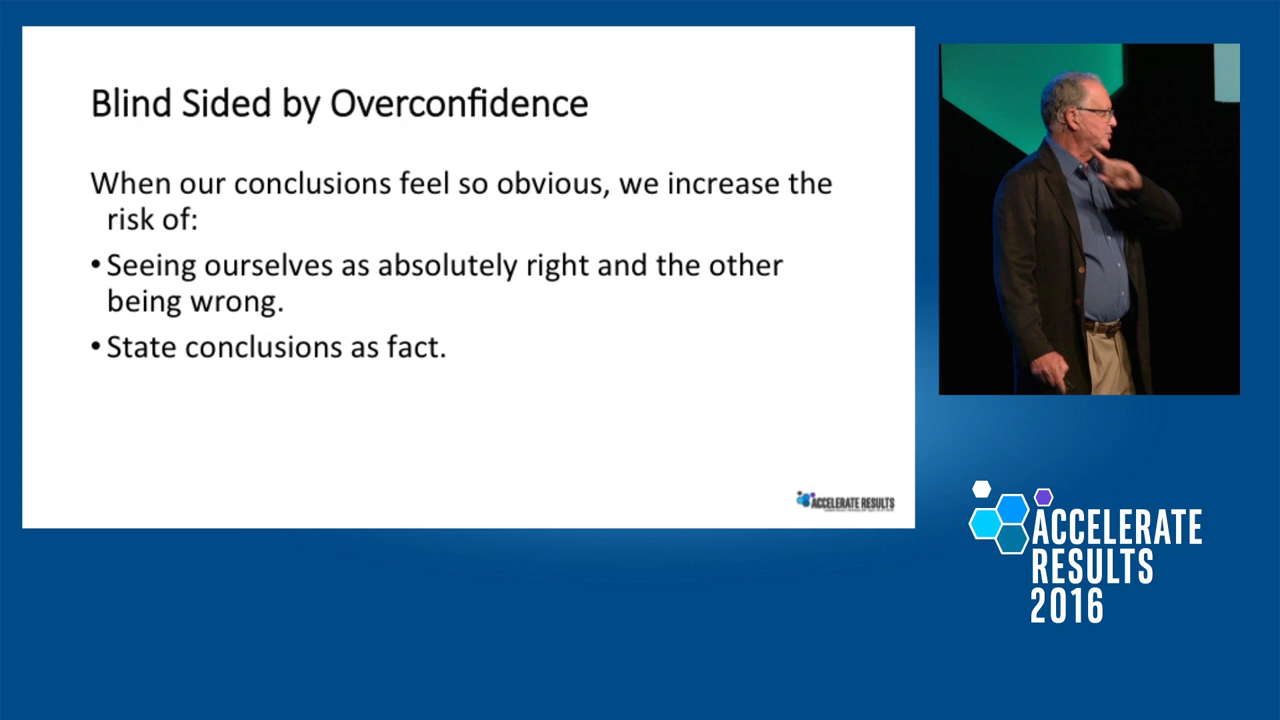 Blind Sided by Overconfidence
When our conclusions feel so obvious, we increase the
risk of:
• Seeing ourselves as absolutely right and the other
being wrong.
• State conclusions as fact.
ACCELERATE RESULTS
ACCELERATE
RESULTS
2016